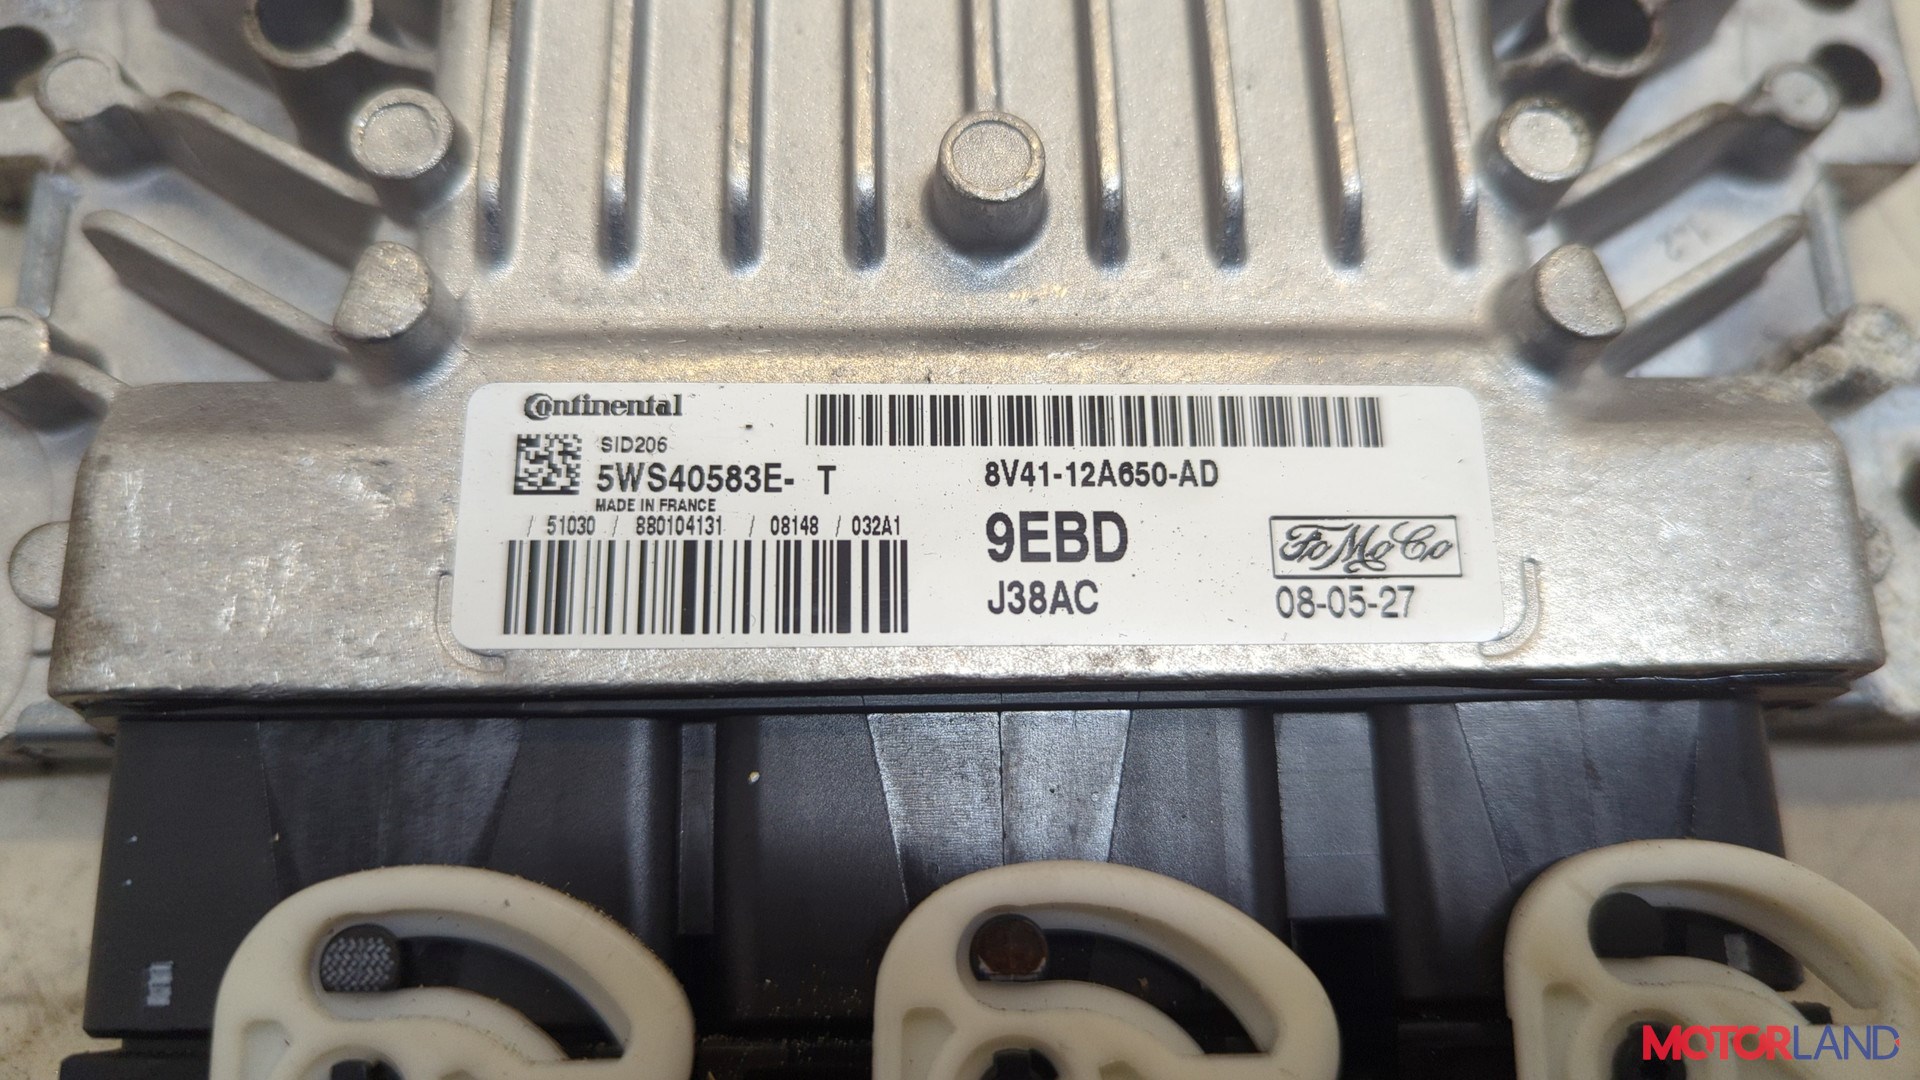 Continental
SID206
5WS40583E- T
MADE IN FRANCE
/ 51030 / 880104131 / 08148 / 032A1
8V41-12A650-AD
9EBD
J38AC
FoMoCo
08-05-27
MOTORLAND